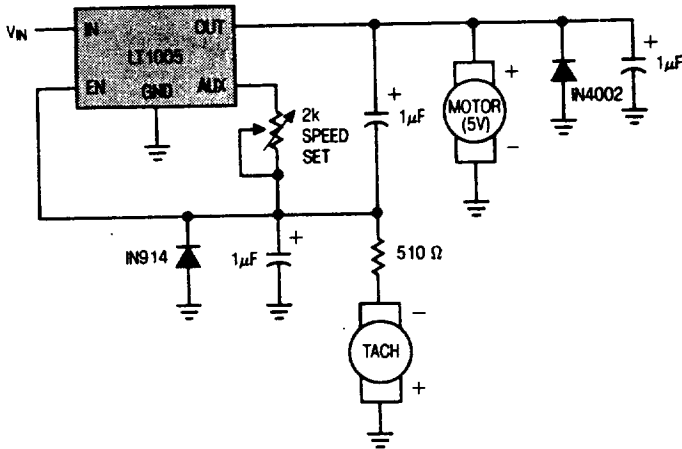 VIN
IN
OUT
LT1005
EN
GND
AUX
2k
SPEED
SET
+
1µF
+
MOTOR
(5V)
−
IN4002
+
1µF
IN914
1µF
+
510 Ω
−
TACH
+